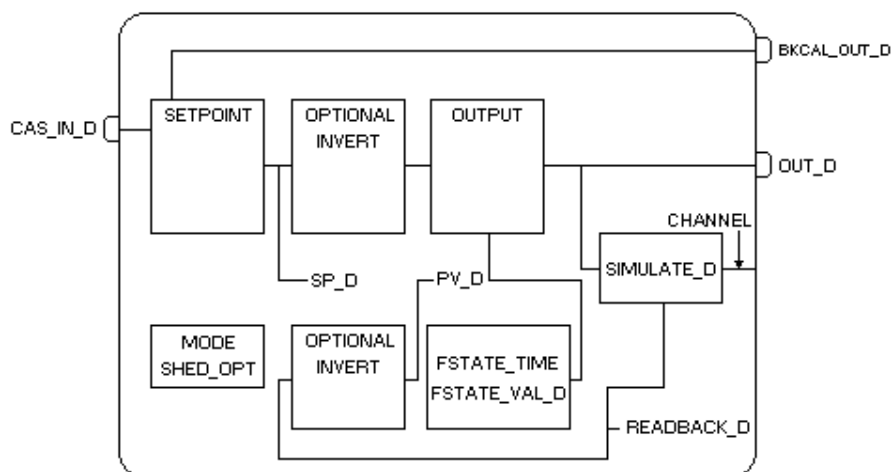 BKCAL_OUT_D
CAS_IN_D
SETPOINT
OPTIONAL
INVERT
OUTPUT
OUT_D
CHANNEL
SIMULATE_D
SP_D
PV_D
MODE
SHED_OPT
OPTIONAL
INVERT
FSTATE_TIME
FSTATE_VAL_D
READBACK_D